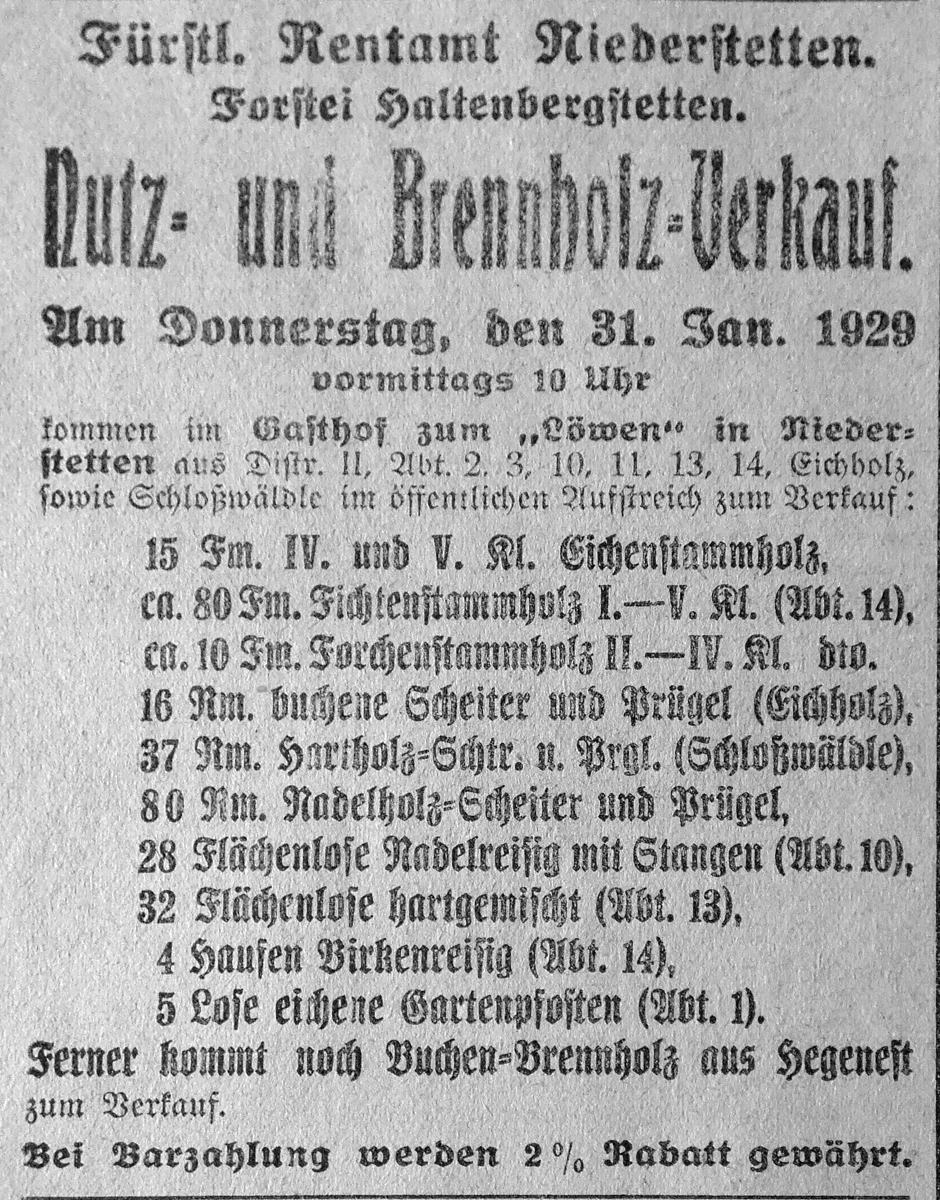 Fürstl. Rentamt Niederstetten.
Forstei Haltenbergstetten.
Nutz- und Brennholz-Verkauf.
Am Donnerstag, den 31. Jan. 1929
vormittags 10 Uhr
kommen im Gasthof zum „Löwen“ in Nieder-
stetten aus Distr. II, Abt. 2, 3, 10, 11, 13, 14, Eichholz,
sowie Schloßwäldle im öffentlichen Aufstreich zum Verkauf:
15 Fm. IV. und V. Kl. Eichenstammholz,
ca. 80 Fm. Fichtenstammholz I.—V. Kl. (Abt. 14),
ca. 10 Fm. Forchenstammholz II.—IV. Kl. dto.
16 Rm. buchene Scheiter und Prügel (Eichholz),
37 Rm. Hartholz-Schtr. u. Prgl. (Schloßwäldle),
80 Rm. Nadelholz-Scheiter und Prügel,
28 Flächenlose Nadelreisig mit Stangen (Abt. 10),
32 Flächenlose hartgemischt (Abt. 13),
4 Haufen Birkenreisig (Abt. 14),
5 Lose eichene Gartenpfosten (Abt. 1).
Ferner kommt noch Buchen-Brennholz aus Hegenest
zum Verkauf.
Bei Barzahlung werden 2 % Rabatt gewährt.